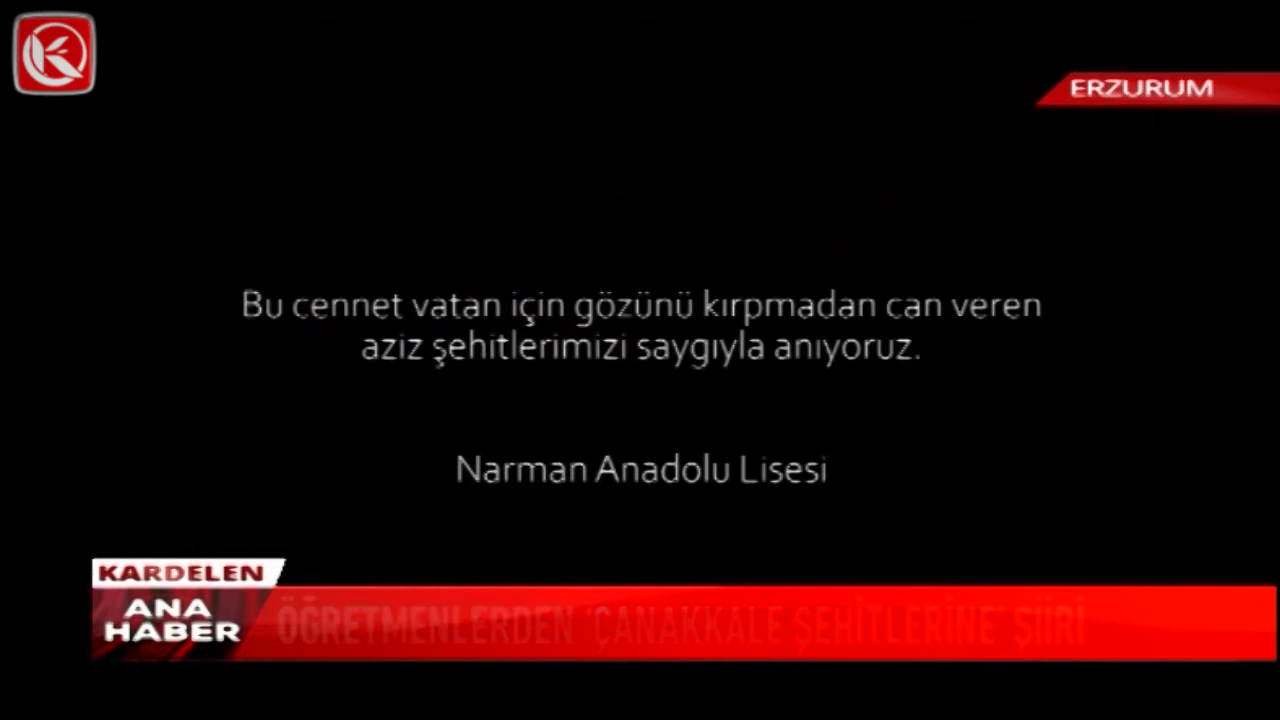 ERZURUM
Bu cennet vatan için gözünü kırpmadan can veren
aziz şehitlerimizi saygıyla anıyoruz.
Narman Anadolu Lisesi
KARDELEN
ANA
HABER
ÖĞRETMENLERDEN 'ÇANAKKALE ŞEHİTLERİNE' ŞİİRİ